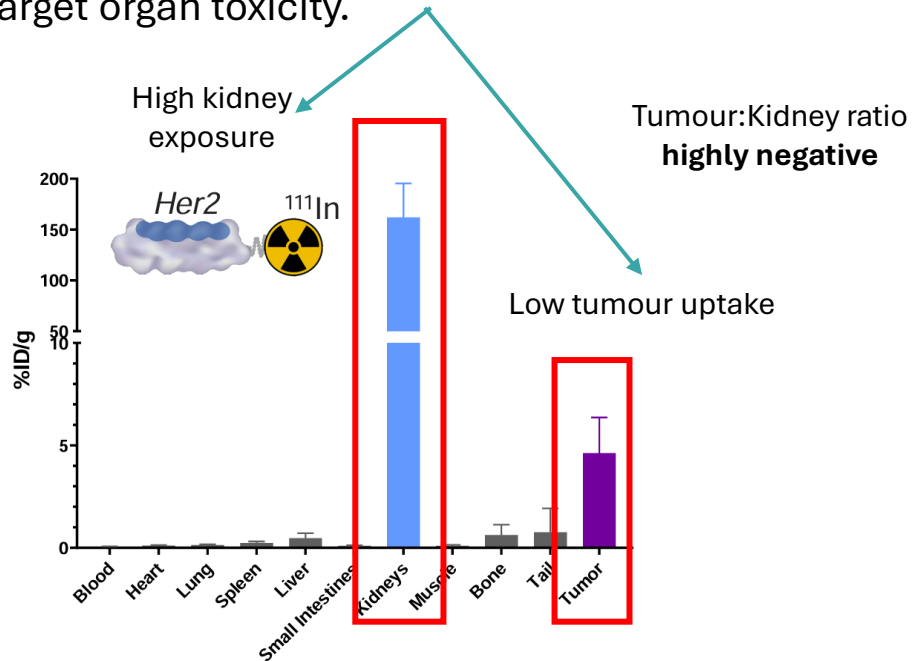 arget organ toxicity.
High kidney
exposure
Tumour:Kidney ratio
highly negative
Her2
¹¹¹In
Low tumour uptake
%ID/g
200
150
100
50
10
5
0
Blood
Heart
Lung
Spleen
Liver
Small Intestines
Kidneys
Muscle
Bone
Tail
Tumor